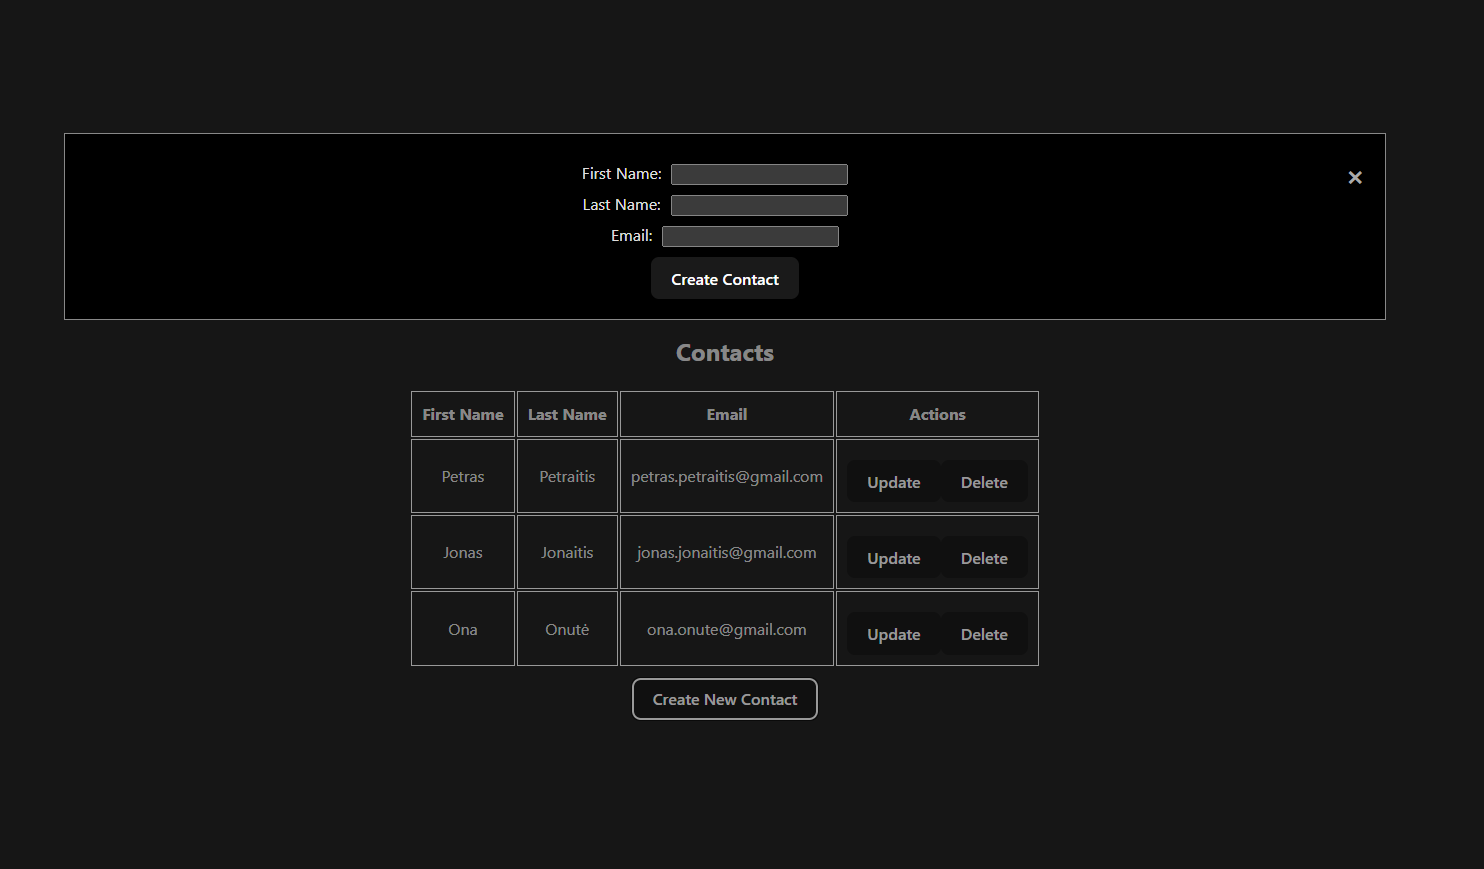 First Name:
✕
Last Name:
Email:
Create Contact
Contacts
First Name Last Name Email Actions
Petras Petraitis petras.petraitis@gmail.com Update Delete
Jonas Jonaitis jonas.jonaitis@gmail.com Update Delete
Ona Onutė ona.onute@gmail.com Update Delete
Create New Contact